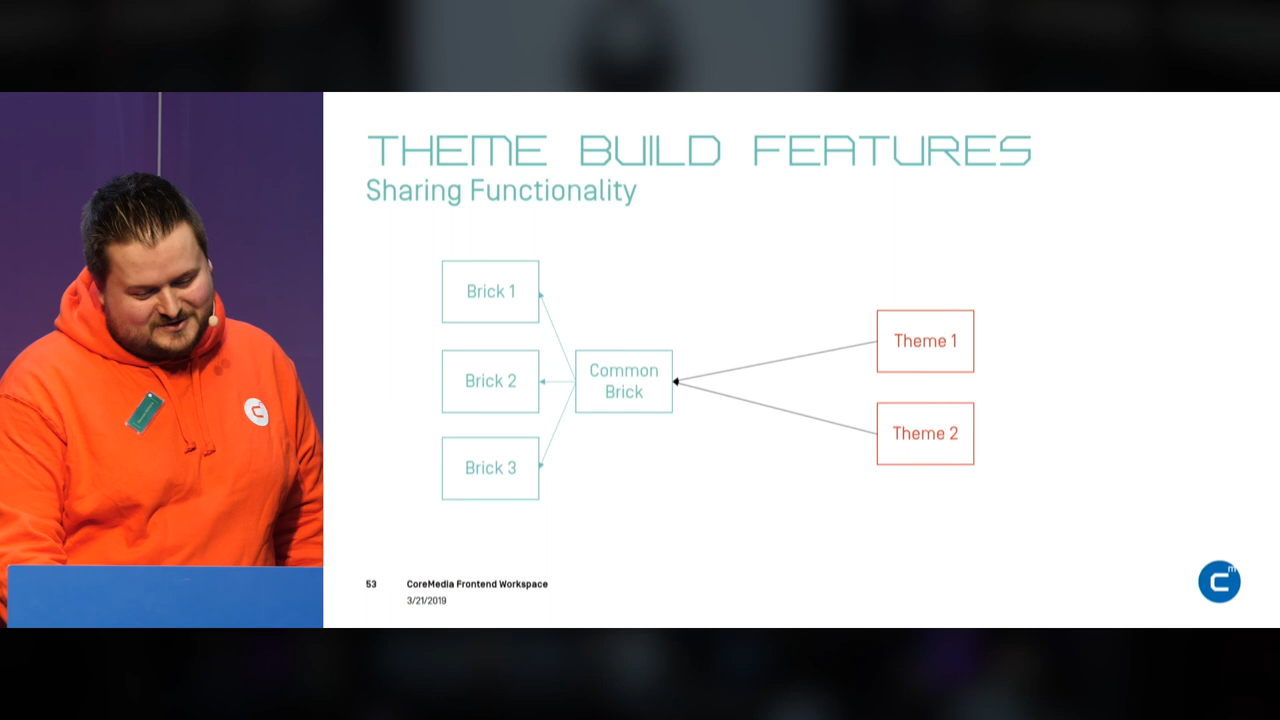 THEME BUILD FEATURES
Sharing Functionality
Brick 1
Brick 2
Brick 3
Common
Brick
Theme 1
Theme 2
53
CoreMedia Frontend Workspace
3/21/2019
C
m